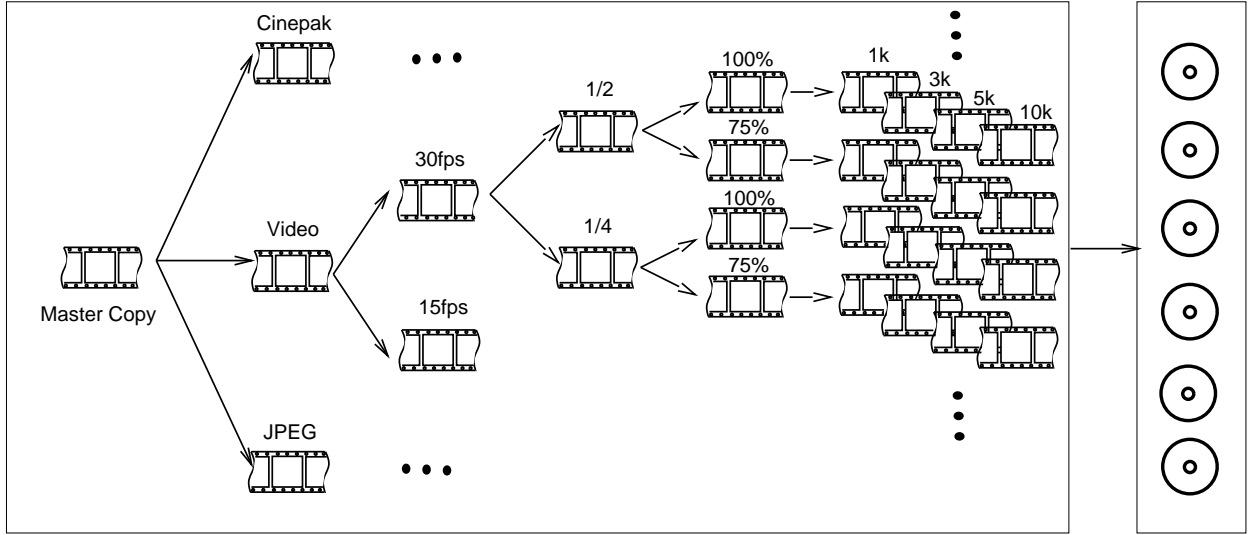 Cinepak
1/2
100%
1k
3k
5k
10k
75%
30fps
Video
1/4
100%
75%
Master Copy
15fps
JPEG